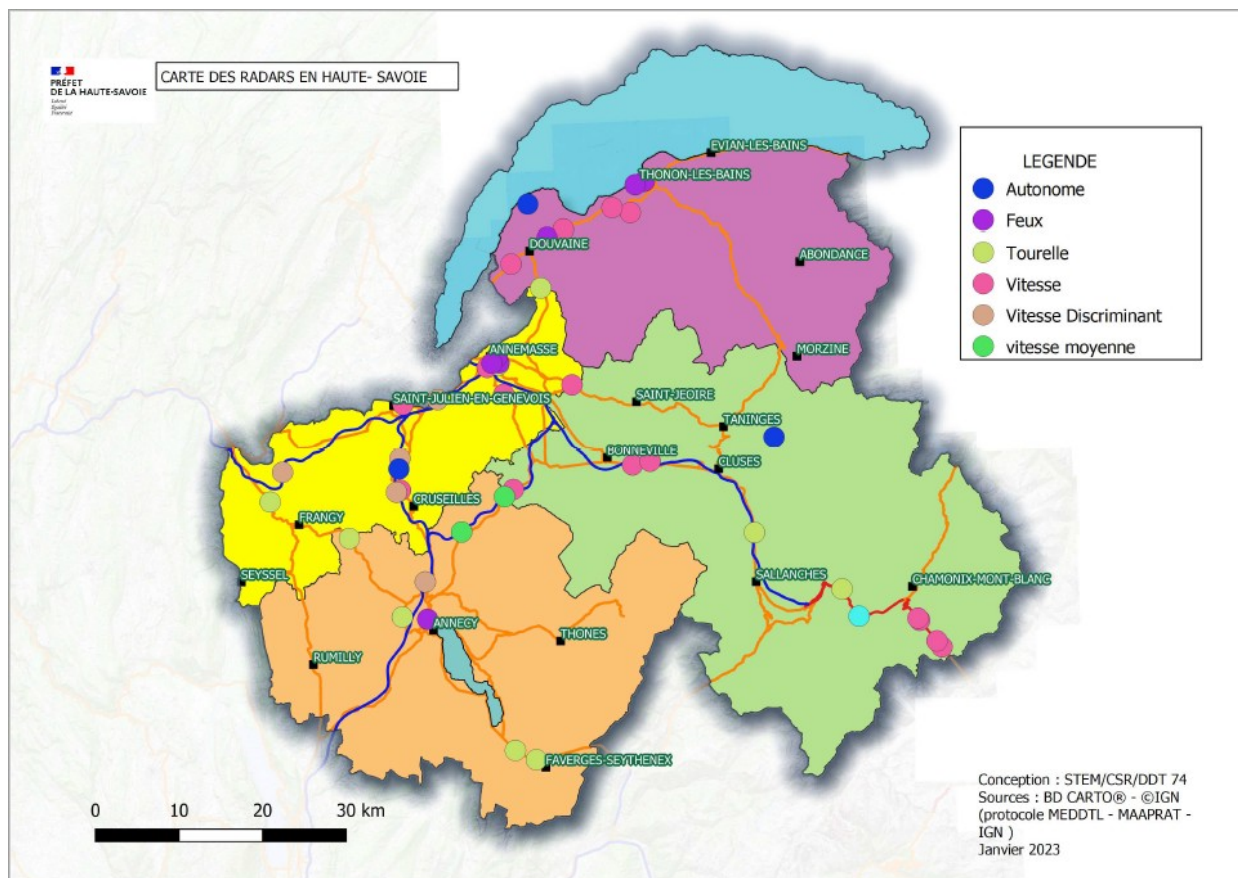 PRÉFET
DE LA HAUTE-SAVOIE
Liberté
Égalité
Fraternité
CARTE DES RADARS EN HAUTE- SAVOIE
EVIAN-LES-BAINS
THONON-LES-BAINS
DOUVAINE
ABONDANCE
ANNEMASSE
MORZINE
SAINT-JULIEN-EN-GENEVOIS
SAINT-JEOIRE
TANINGES
BONNEVILLE
CLUSES
CRUSEILLES
FRANGY
SEYSSEL
SALLANCHES
CHAMONIX-MONT-BLANC
ANNECY
THONES
RUMILLY
FAVERGES-SEYTHENEX
LEGENDE
Autonome
Feux
Tourelle
Vitesse
Vitesse Discriminant
vitesse moyenne
0 10 20 30 km
Conception : STEM/CSR/DDT 74
Sources : BD CARTO® - ©IGN
(protocole MEDDTL - MAAPRAT -
IGN )
Janvier 2023